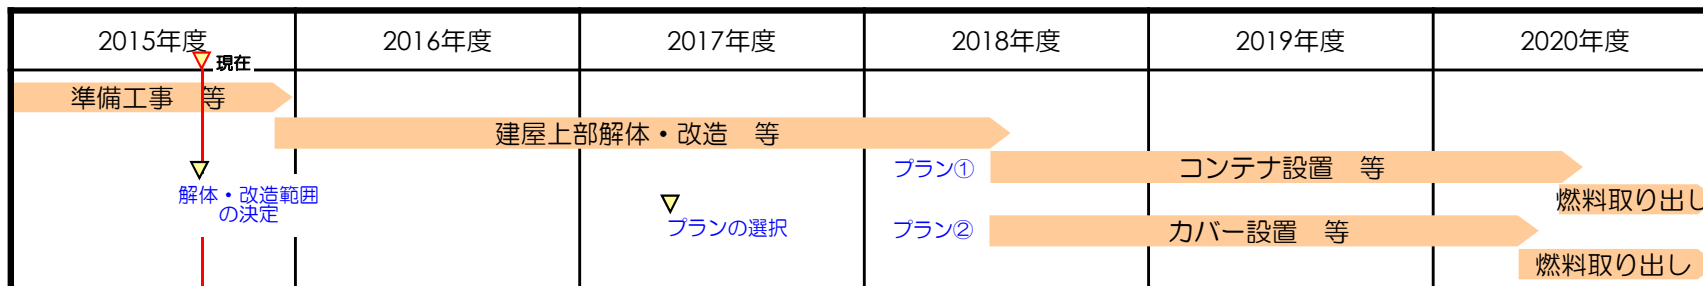 2015年度 2016年度 2017年度 2018年度 2019年度 2020年度
現在
準備工事 等
建屋上部解体・改造 等
プラン① コンテナ設置 等
解体・改造範囲
の決定
燃料取り出し
プランの選択
プラン② カバー設置 等
燃料取り出し